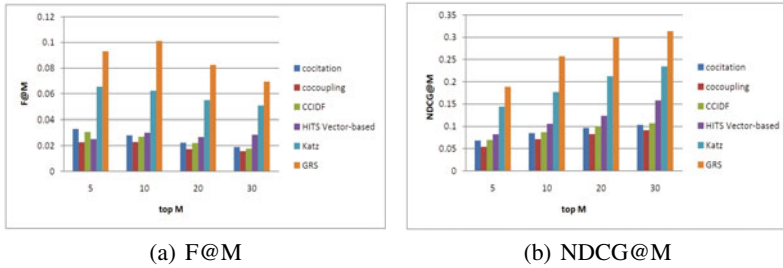 0.12
0.1
0.08
0.06
0.04
0.02
0
F@M
5 10 20 30
top M
cocitation
cocoupling
CCIDF
HITS Vector-based
Katz
GRS
(a) F@M
0.35
0.3
0.25
0.2
0.15
0.1
0.05
0
NDCG@M
5 10 20 30
top M
cocitation
cocoupling
CCIDF
HITS Vector-based
Katz
GRS
(b) NDCG@M